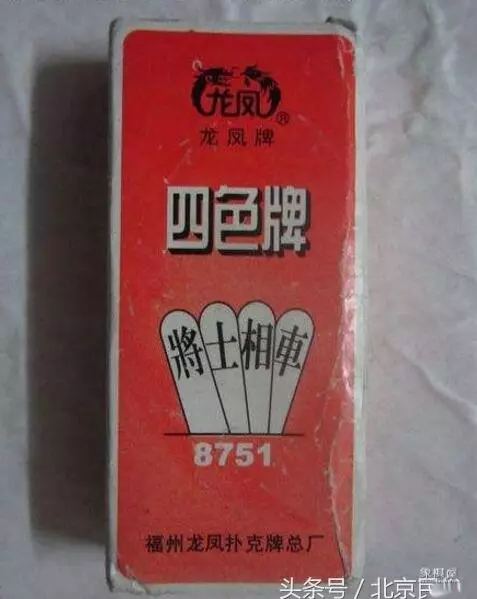 龙凤
®
龙凤牌
四色牌
將士相車
8751
福州龙凤扑克牌总厂
头条号/北京民